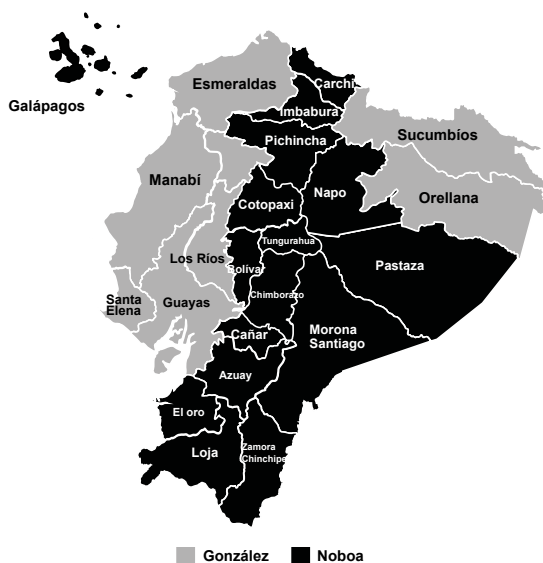 Galápagos
Esmeraldas
Carchi
Imbabura
Pichincha
Sucumbíos
Manabí
Napo
Orellana
Cotopaxi
Tungurahua
Los Ríos
Bolívar
Pastaza
Chimborazo
Santa
Elena
Guayas
Cañar
Morona
Santiago
Azuay
El oro
Loja
Zamora
Chinchipe
González
Noboa